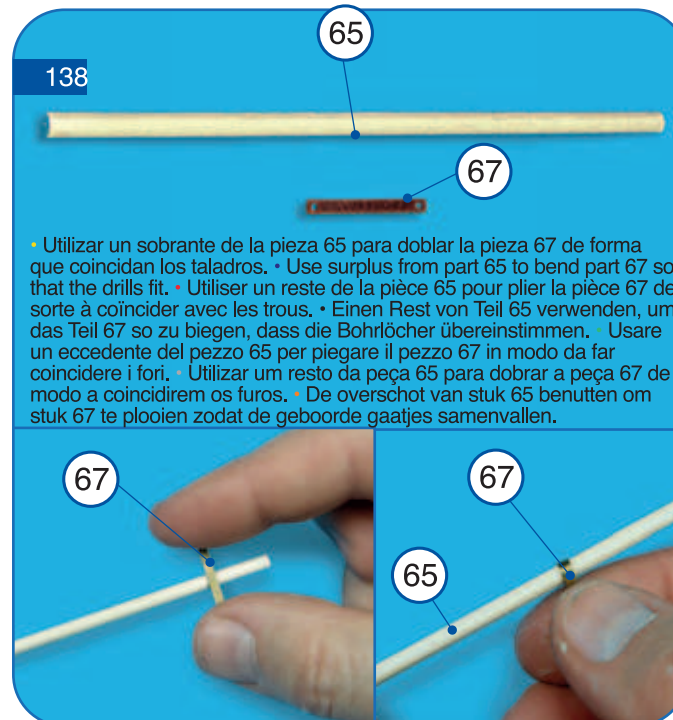 65
138
67
• Utilizar un sobrante de la pieza 65 para doblar la pieza 67 de forma
que coincidan los taladros. • Use surplus from part 65 to bend part 67 so
that the drills fit. • Utiliser un reste de la pièce 65 pour plier la pièce 67 de
sorte à coïncider avec les trous. • Einen Rest von Teil 65 verwenden, um
das Teil 67 so zu biegen, dass die Bohrlöcher übereinstimmen. • Usare
un eccedente del pezzo 65 per piegare il pezzo 67 in modo da far
coincidere i fori. • Utilizar um resto da peça 65 para dobrar a peça 67 de
modo a coincidirem os furos. • De overschot van stuk 65 benutten om
stuk 67 te plooien zodat de geboorde gaatjes samenvallen.
67
67
65